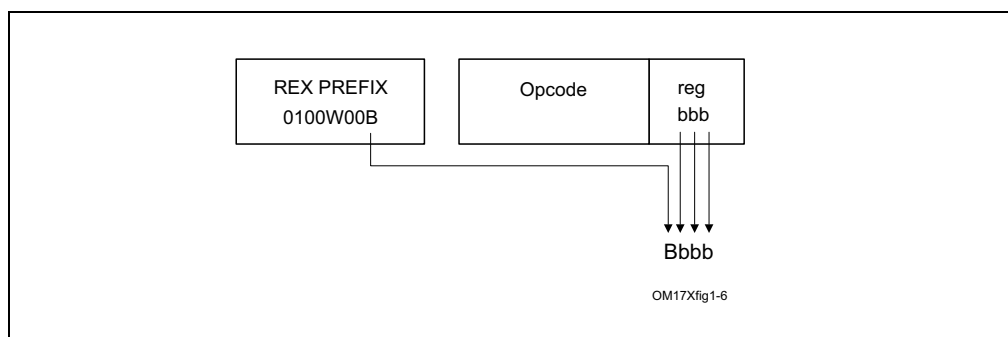 REX PREFIX
0100W00B
Opcode
reg
bbb
Bbbb
OM17Xfig1-6